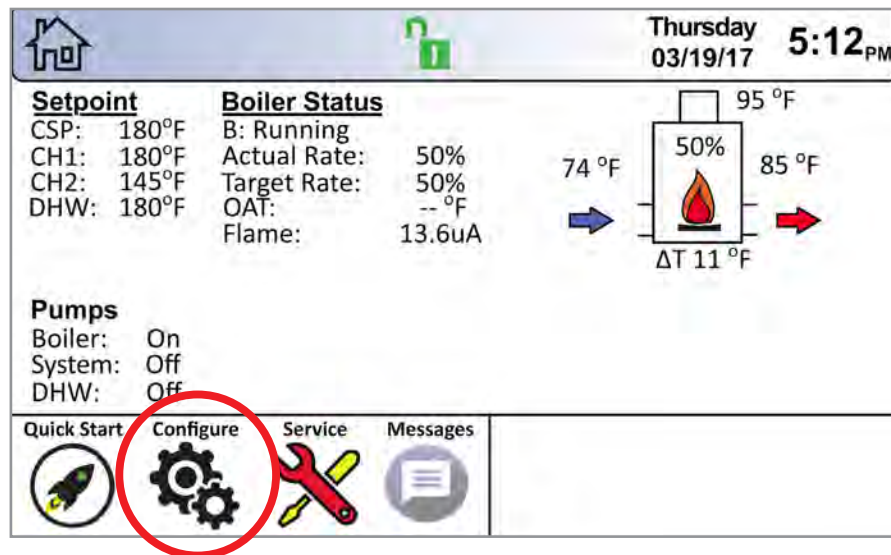 Thursday
03/19/17
5:12 PM
Setpoint
CSP: 180°F
CH1: 180°F
CH2: 145°F
DHW: 180°F
Boiler Status
B: Running
Actual Rate: 50%
Target Rate: 50%
OAT: -- °F
Flame: 13.6uA
95 °F
50%
74 °F
85 °F
ΔT 11 °F
Pumps
Boiler: On
System: Off
DHW: Off
Quick Start
Configure
Service
Messages